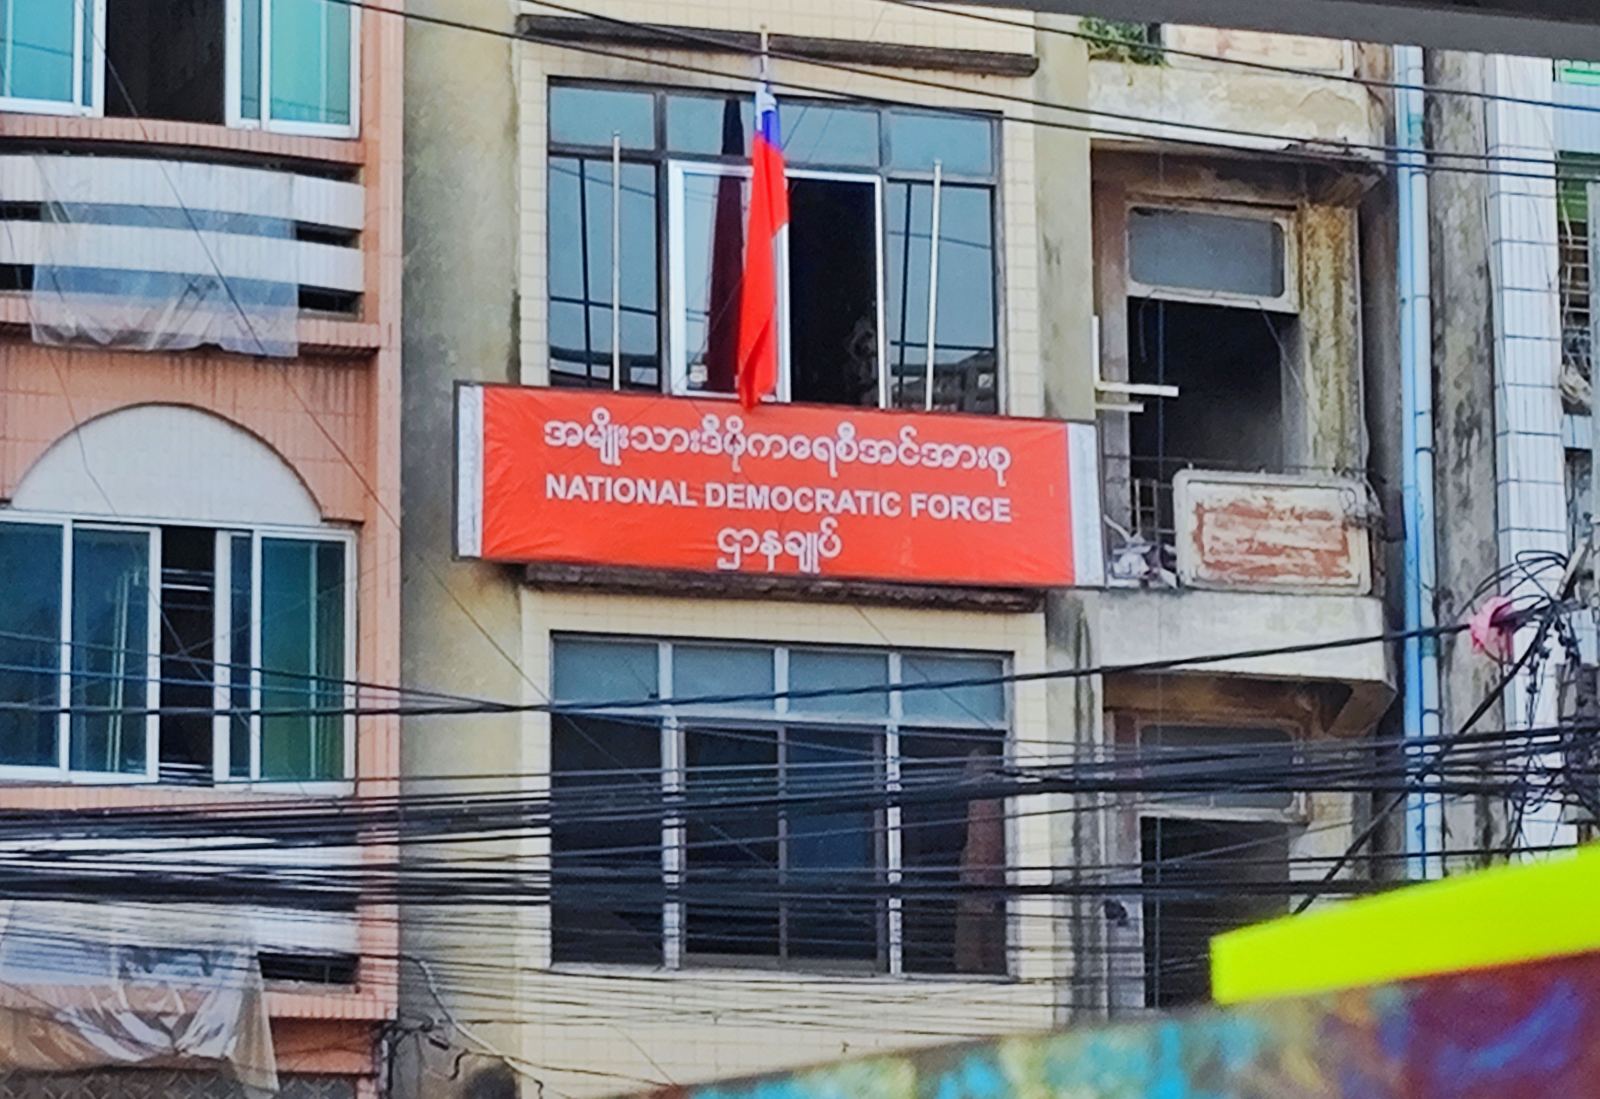 အမျိုးသားဒီမိုကရေစီအင်အားစု
NATIONAL DEMOCRATIC FORCE
ဌာနချုပ်